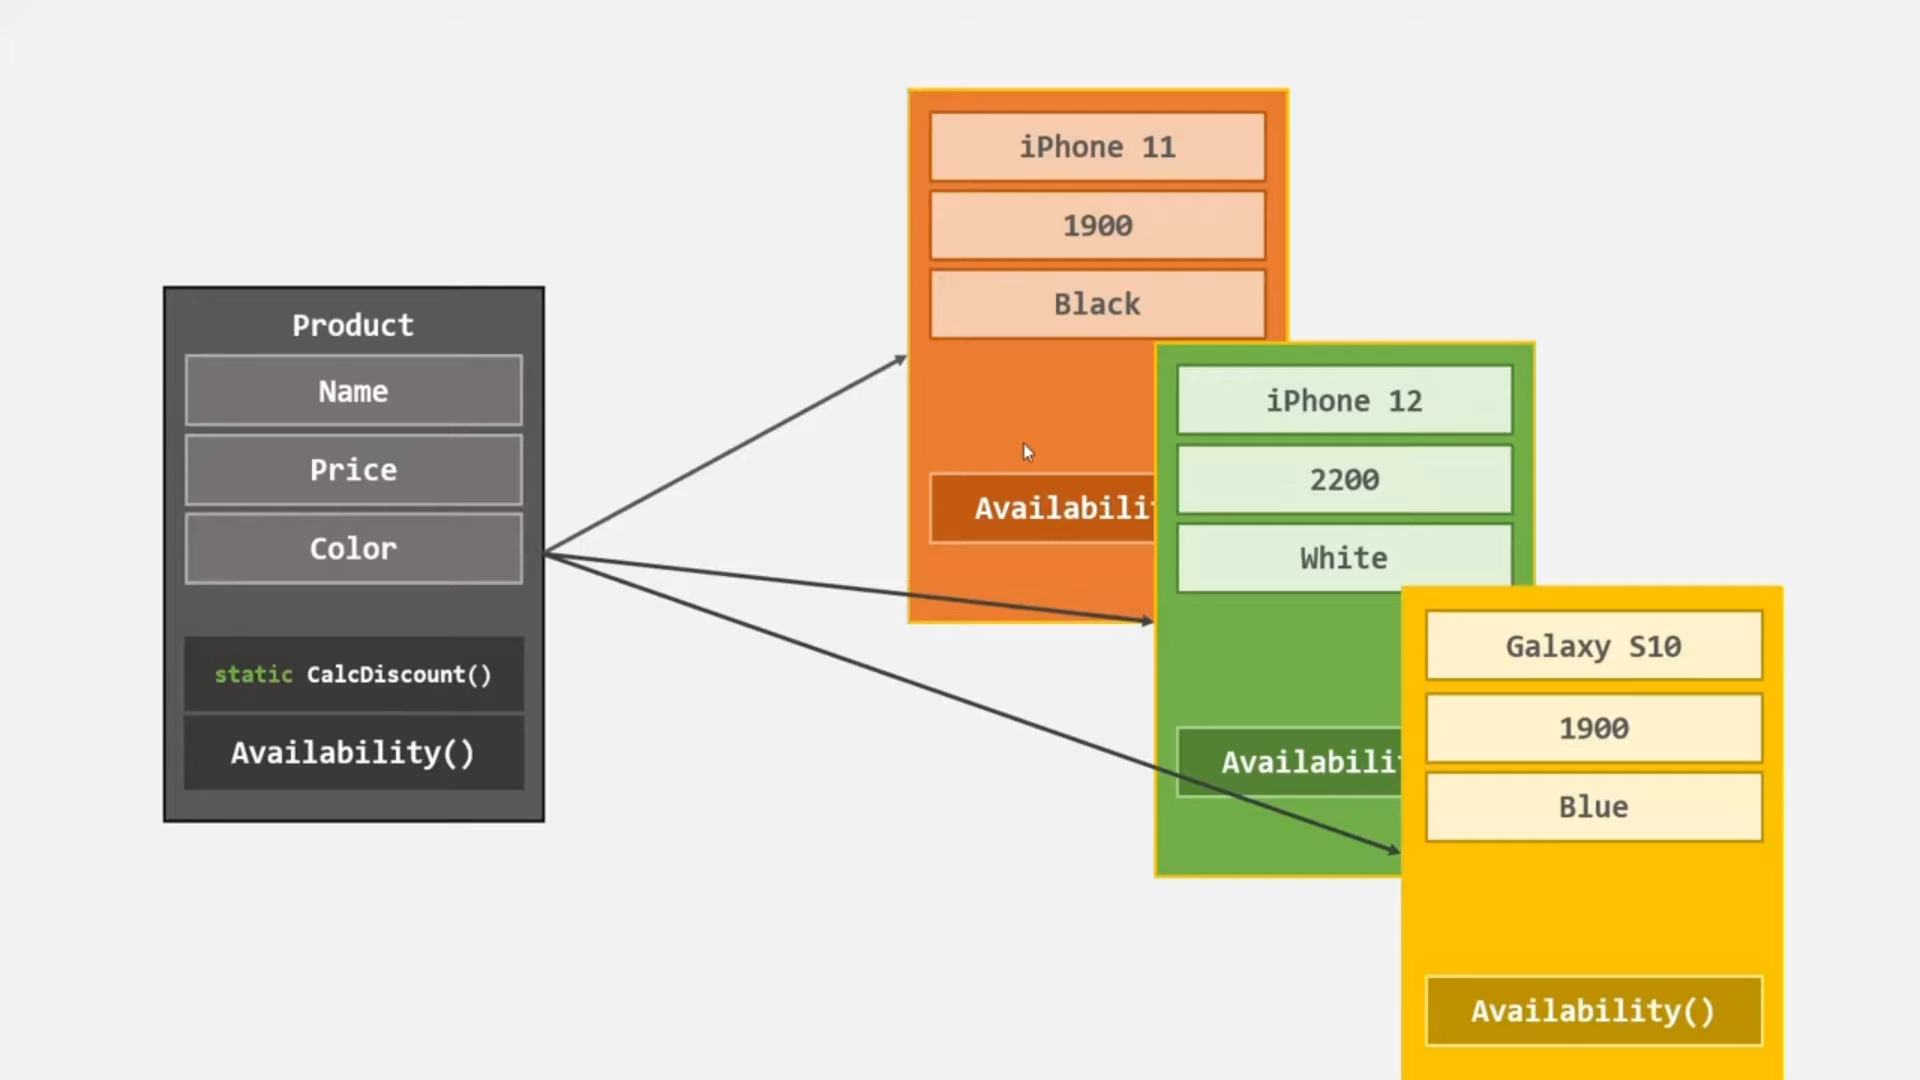 Product
Name
Price
Color
static CalcDiscount()
Availability()
iPhone 11
1900
Black
Availabili
iPhone 12
2200
White
Availabili
Galaxy S10
1900
Blue
Availability()